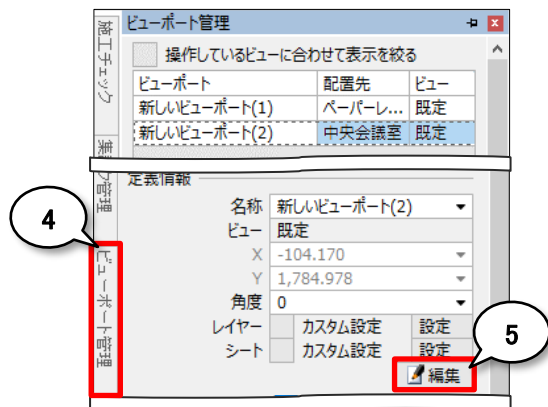 ビューポート管理
施工チェック
操作しているビューに合わせて表示を絞る
ビューポート 配置先 ビュー
新しいビューポート(1) ペーパーレ... 既定
新しいビューポート(2) 中央会議室 既定
管理
定義情報
名称 新しいビューポート(2)
ビュー 既定
X -104.170
Y 1,784.978
角度 0
レイヤー カスタム設定 設定
シート カスタム設定 設定
編集
4
ビューポート管理
5